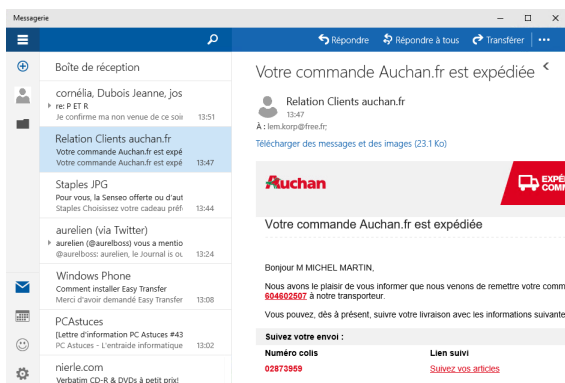 Messagerie
Répondre
Répondre à tous
Transférer
Boîte de réception
cornélia, Dubois Jeanne, jos
re: P ET R
Je confirme ma non venue de ce soir 13:51
Relation Clients auchan.fr
Votre commande Auchan.fr est expé
Votre commande Auchan.fr est expé 13:47
Staples JPG
Pour vous, la Senseo offerte ou d'aut
Staples Choisissez votre cadeau préfé 13:44
aurelien (via Twitter)
aurelien (@aurelboss) vous a mentio
@aurelboss: aurelien, le Journal is ou 13:24
Windows Phone
Comment installer Easy Transfer
Merci d'avoir demandé Easy Transfer 13:08
PCAstuces
[Lettre d'information PC Astuces #43
PC Astuces - L'entraide informatique 13:02
nierle.com
Verbatim CD-R & DVDs à petit prix!
Votre commande Auchan.fr est expédiée
Relation Clients auchan.fr
13:47
À : lem.korp@free.fr;
Télécharger des messages et des images (23.1 Ko)
Auchan
EXPÉ
COMM
Votre commande Auchan.fr est expédiée
Bonjour M MICHEL MARTIN,
Nous avons le plaisir de vous informer que nous venons de remettre votre comm
604602507 à notre transporteur.
Vous pouvez, dès à présent, suivre votre livraison avec les informations suivante
Suivez votre envoi :
Numéro colis Lien suivi
02873959 Suivez vos articles